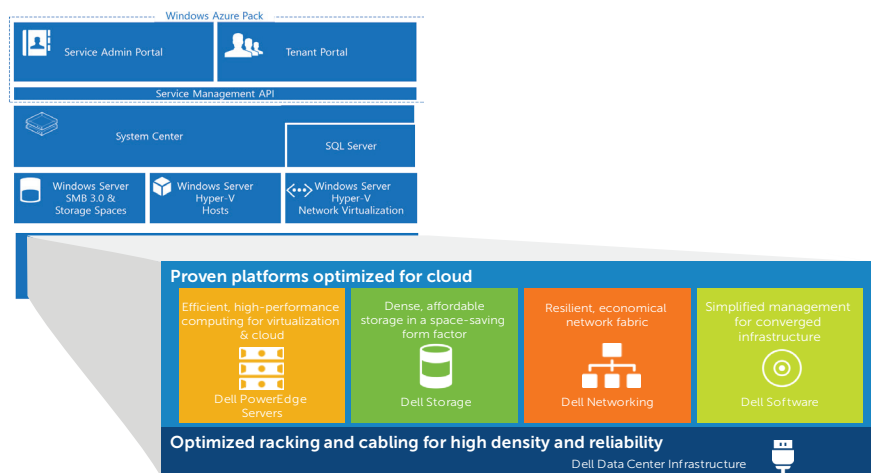 Windows Azure Pack
Service Admin Portal
Tenant Portal
Service Management API
System Center
SQL Server
Windows Server
SMB 3.0 &
Storage Spaces
Windows Server
Hyper-V
Hosts
Windows Server
Hyper-V
Network Virtualization
Proven platforms optimized for cloud
Efficient, high-performance
computing for virtualization
& cloud
Dell PowerEdge
Servers
Dense, affordable
storage in a space-saving
form factor
Dell Storage
Resilient, economical
network fabric
Dell Networking
Simplified management
for converged
infrastructure
Dell Software
Optimized racking and cabling for high density and reliability
Dell Data Center Infrastructure